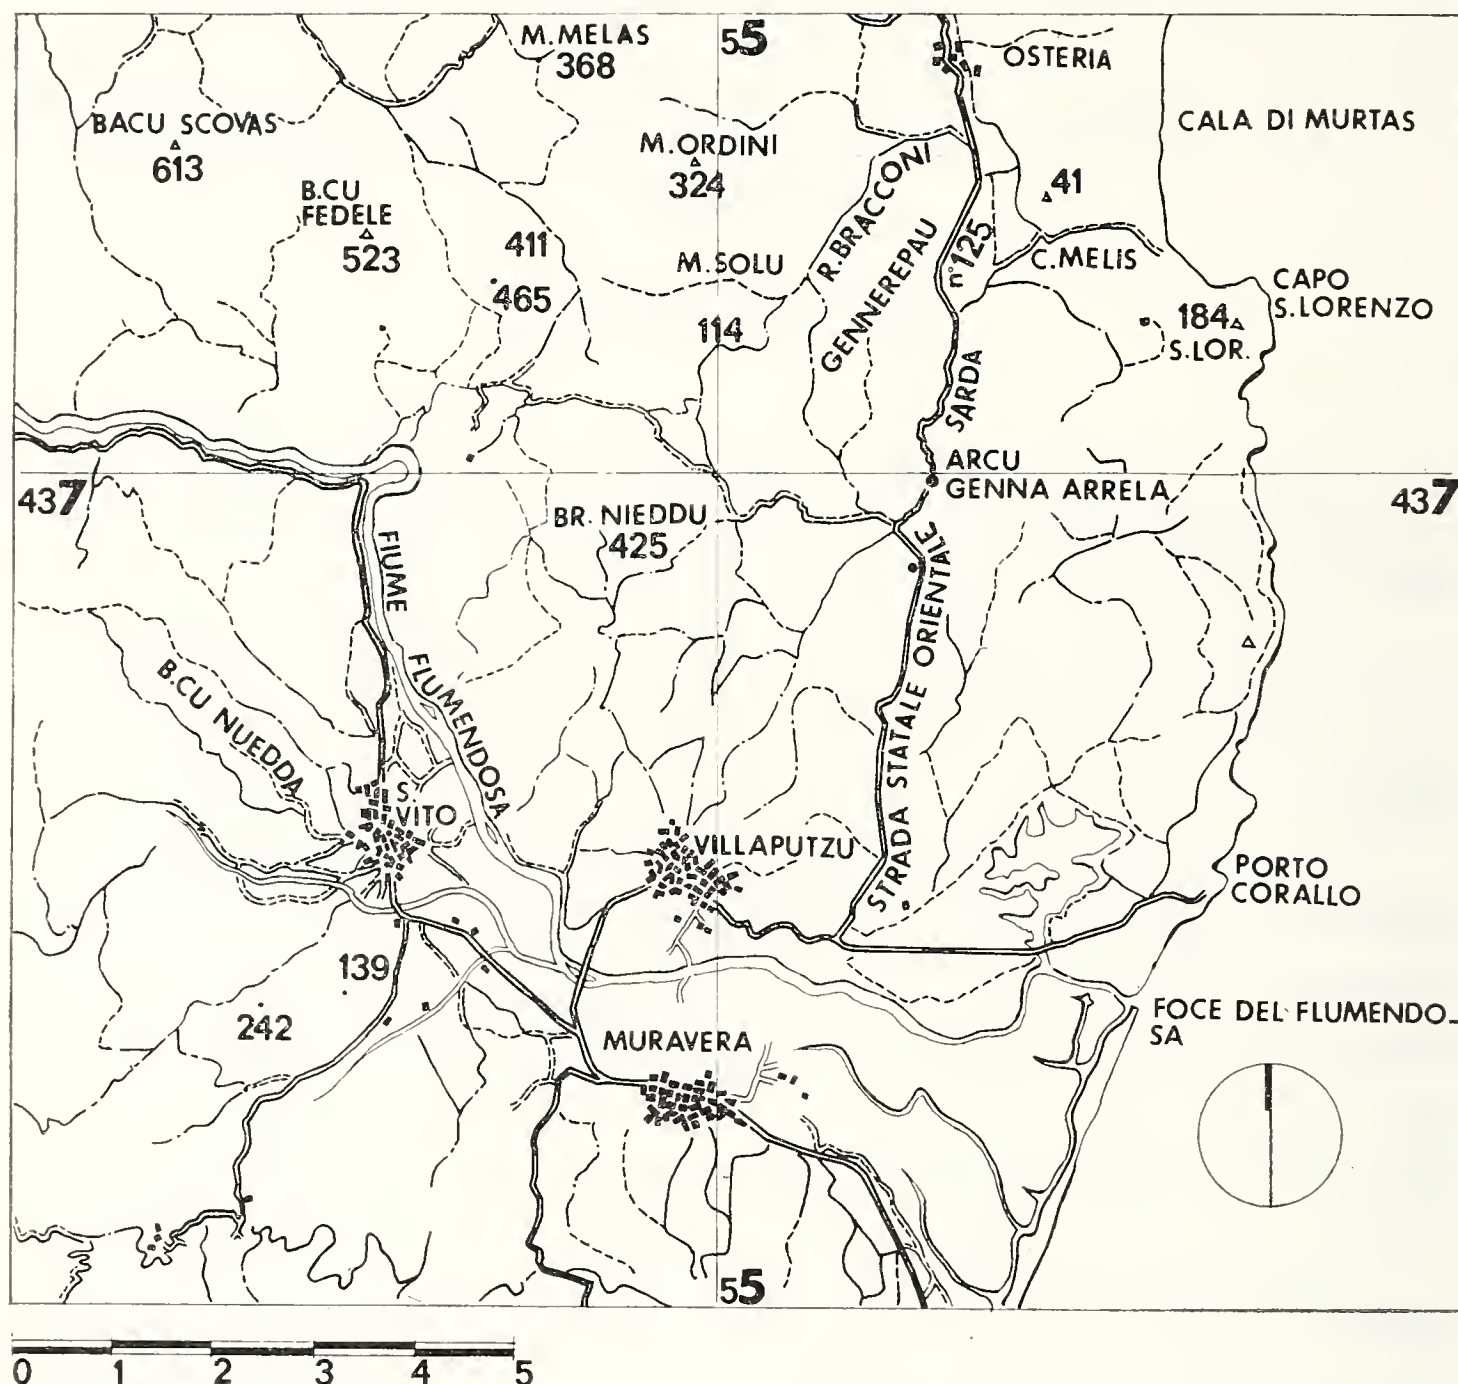 M.MELAS
368
55
OSTERIA
BACU SCOVAS
613
M.ORDINI
324
CALA DI MURTAS
B.CU
FEDELE
523
411
465
M.SOLU
114
R.BRACCONI
GENNEREPAU
41
n°125
C.MELIS
CAPO
S.LORENZO
184
S.LOR.
SARDA
ARCU
GENNA ARRELA
437
437
BR. NIEDDU
425
FIUME
FLUMENDOSA
STRADA STATALE ORIENTALE
B.CU NUEDDA
S.
VITO
VILLAPUTZU
PORTO
CORALLO
139
242
MURAVERA
FOCE DEL FLUMENDO_
SA
55
0 1 2 3 4 5